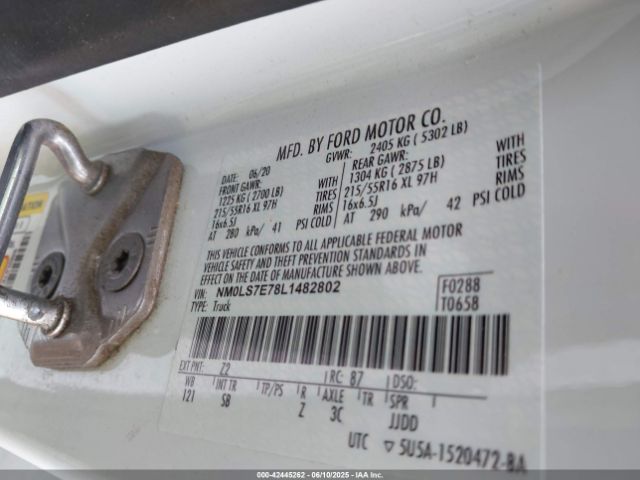 MFD. BY FORD MOTOR CO.
DATE: 06/20 GVWR: 2405 KG ( 5302 LB)
FRONT GAWR: REAR GAWR:
1225 KG ( 2700 LB) WITH 1304 KG ( 2875 LB) WITH
215/55R16 XL 97H TIRES 215/55R16 XL 97H TIRES
16x6.5J RIMS 16x6.5J RIMS
AT 280 kPa/ 41 PSI COLD AT 290 kPa/ 42 PSI COLD
THIS VEHICLE CONFORMS TO ALL APPLICABLE FEDERAL MOTOR
VEHICLE SAFETY AND THEFT PREVENTION STANDARDS IN
EFFECT ON THE DATE OF MANUFACTURE SHOWN ABOVE.
VIN: NM0LS7E78L1482802 F0288
TYPE: Truck T0658
EXT PNT: Z2 RC: 87 DSO:
WB INT TR TP/PS R AXLE TR SPR
121 SB Z 3C JJDD
UTC ▽ 5U5A-1520472-BA
000-42445262 - 06/10/2025 - IAAI.COM